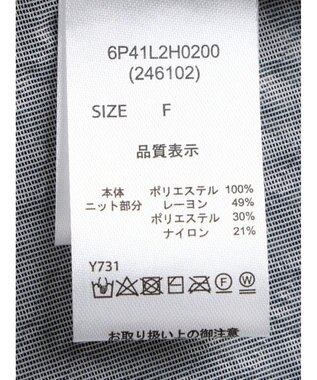 6P41L2H0200
(246102)
SIZE F
品質表示
本体 ポリエステル 100%
ニット部分 レーヨン 49%
ポリエステル 30%
ナイロン 21%
Y731
F W
お取り扱い上の御注意